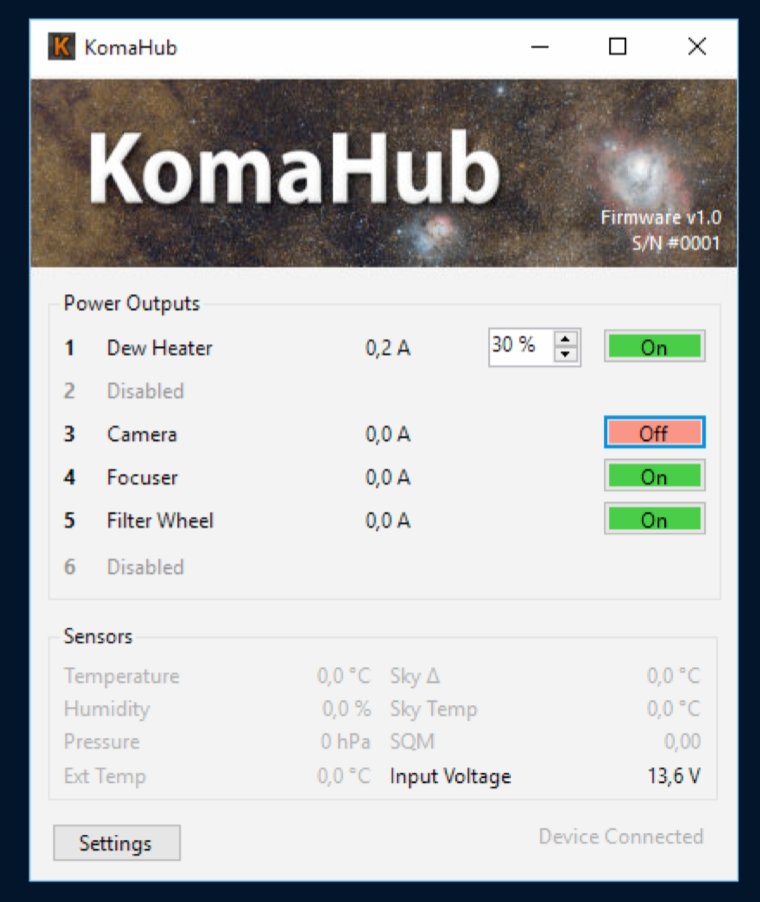 K KomaHub
KomaHub
Firmware v1.0
S/N #0001
Power Outputs
1 Dew Heater 0,2 A 30 % On
2 Disabled
3 Camera 0,0 A Off
4 Focuser 0,0 A On
5 Filter Wheel 0,0 A On
6 Disabled
Sensors
Temperature 0,0 °C Sky Δ 0,0 °C
Humidity 0,0 % Sky Temp 0,0 °C
Pressure 0 hPa SQM 0,00
Ext Temp 0,0 °C Input Voltage 13,6 V
Settings Device Connected